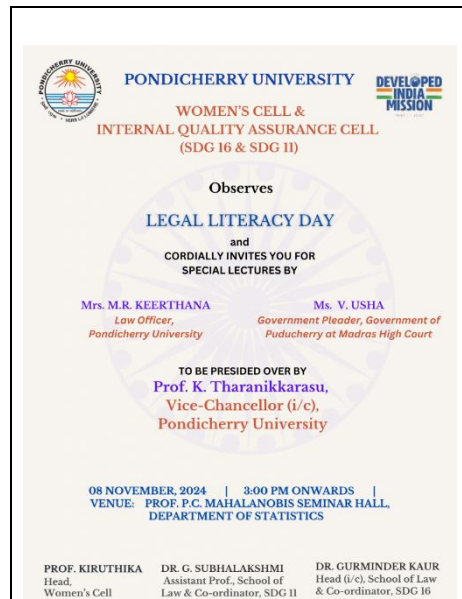 PONDICHERRY UNIVERSITY
PONDICHERRY UNIVERSITY
DEVELOPED
INDIA
MISSION
WOMEN'S CELL &
INTERNAL QUALITY ASSURANCE CELL
(SDG 16 & SDG 11)
Observes
LEGAL LITERACY DAY
and
CORDIALLY INVITES YOU FOR
SPECIAL LECTURES BY
Mrs. M.R. KEERTHANA
Law Officer,
Pondicherry University
Ms. V. USHA
Government Pleader, Government of
Puducherry at Madras High Court
TO BE PRESIDED OVER BY
Prof. K. Tharanikkarasu,
Vice-Chancellor (i/c),
Pondicherry University
08 NOVEMBER, 2024 | 3:00 PM ONWARDS |
VENUE: PROF. P.C. MAHALANOBIS SEMINAR HALL,
DEPARTMENT OF STATISTICS
PROF. KIRUTHIKA
Head,
Women's Cell
DR. G. SUBHALAKSHMI
Assistant Prof., School of
Law & Co-ordinator, SDG 11
DR. GURMINDER KAUR
Head (i/c), School of Law
& Co-ordinator, SDG 16